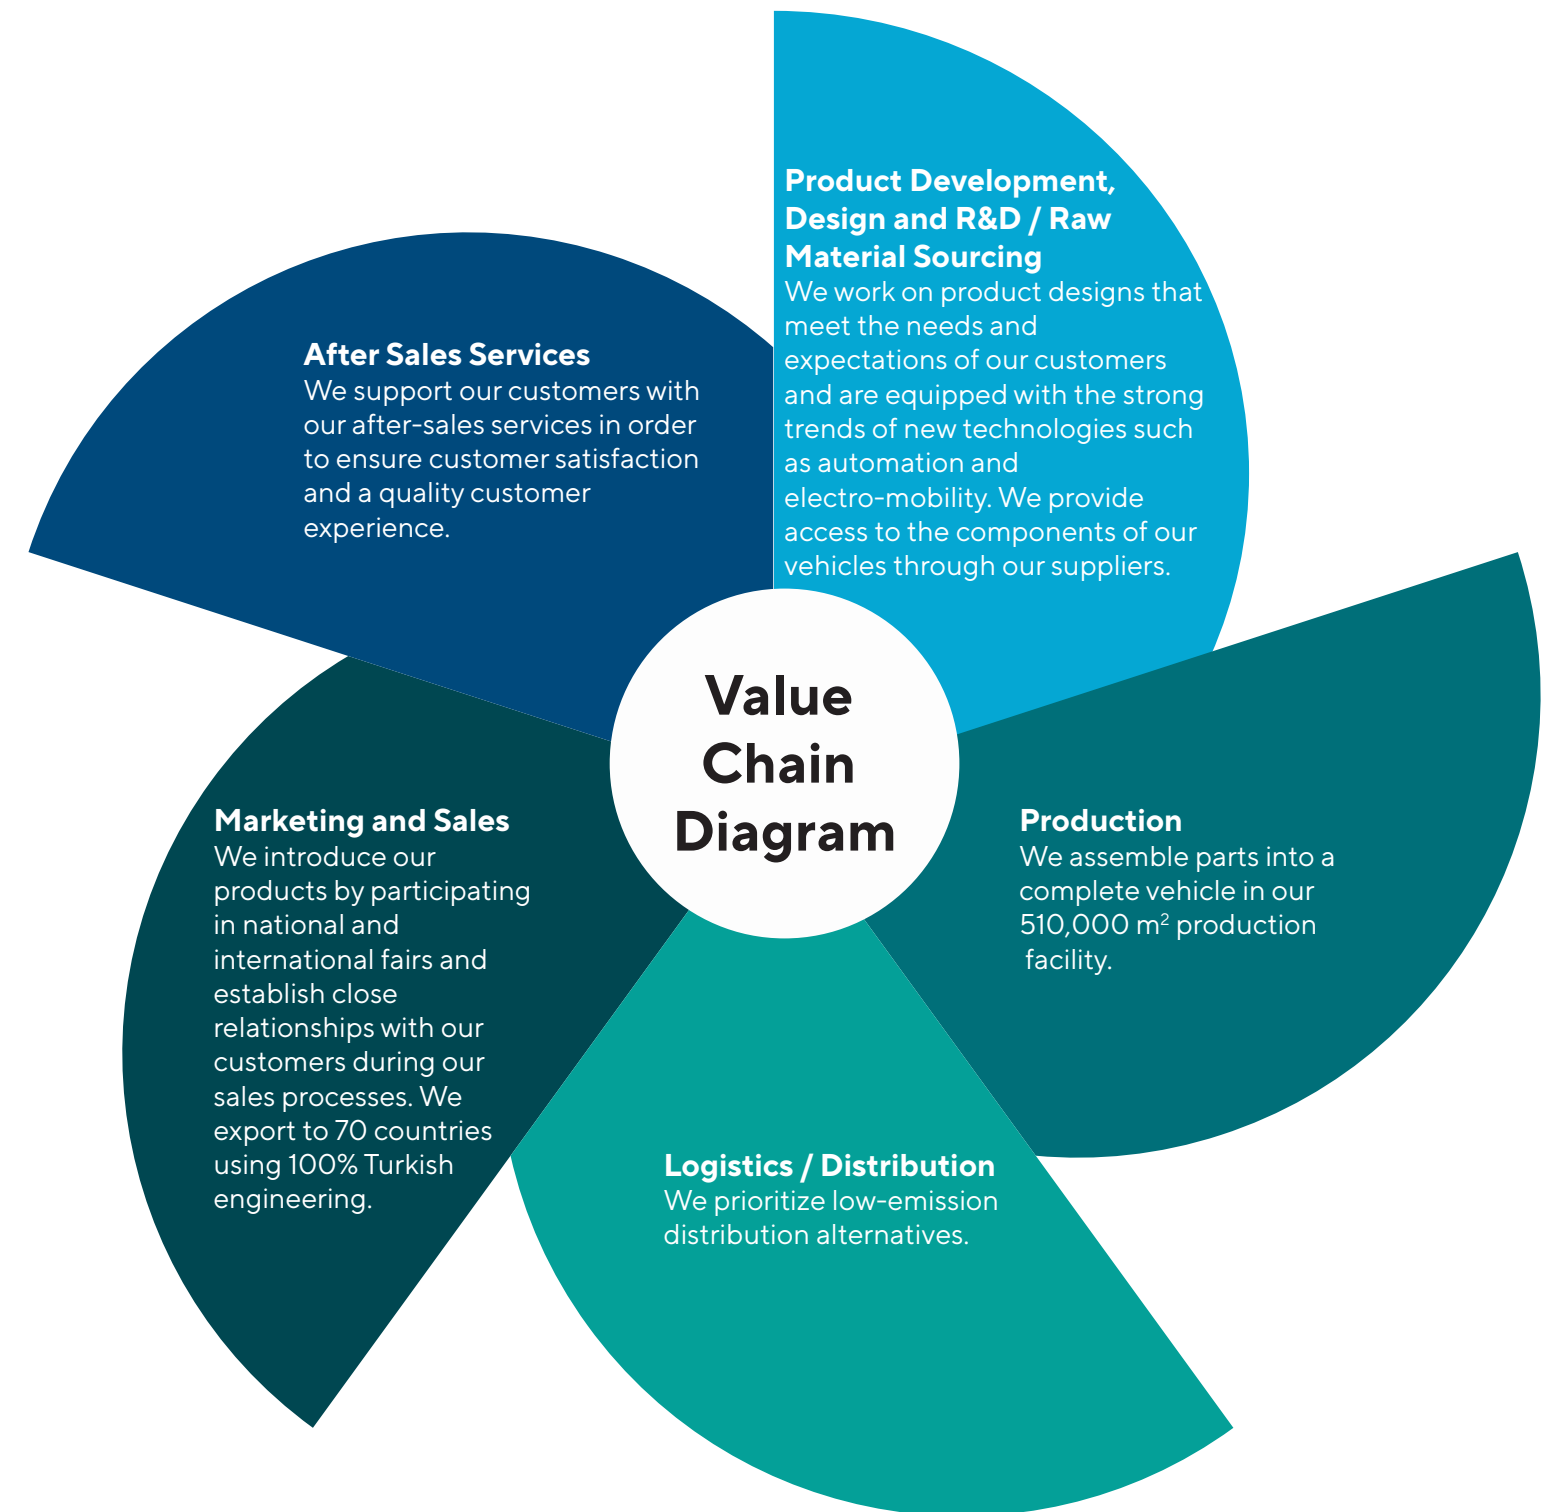 Product Development,
Design and R&D / Raw
Material Sourcing
We work on product designs that
meet the needs and
expectations of our customers
and are equipped with the strong
trends of new technologies such
as automation and
electro-mobility. We provide
access to the components of our
vehicles through our suppliers.
After Sales Services
We support our customers with
our after-sales services in order
to ensure customer satisfaction
and a quality customer
experience.
Value
Chain
Diagram
Marketing and Sales
We introduce our
products by participating
in national and
international fairs and
establish close
relationships with our
customers during our
sales processes. We
export to 70 countries
using 100% Turkish
engineering.
Production
We assemble parts into a
complete vehicle in our
510,000 m² production
facility.
Logistics / Distribution
We prioritize low-emission
distribution alternatives.